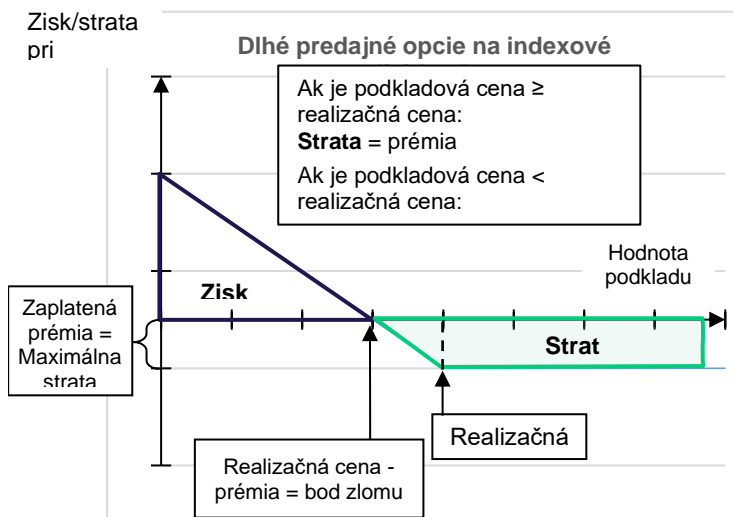 Zisk/strata
pri
Dlhé predajné opcie na indexové
Ak je podkladová cena ≥
realizačná cena:
Strata = prémia
Ak je podkladová cena <
realizačná cena:
Hodnota
podkladu
Zisk
Zaplatená
prémia =
Maximálna
strata
Strat
Realizačná
Realizačná cena -
prémia = bod zlomu